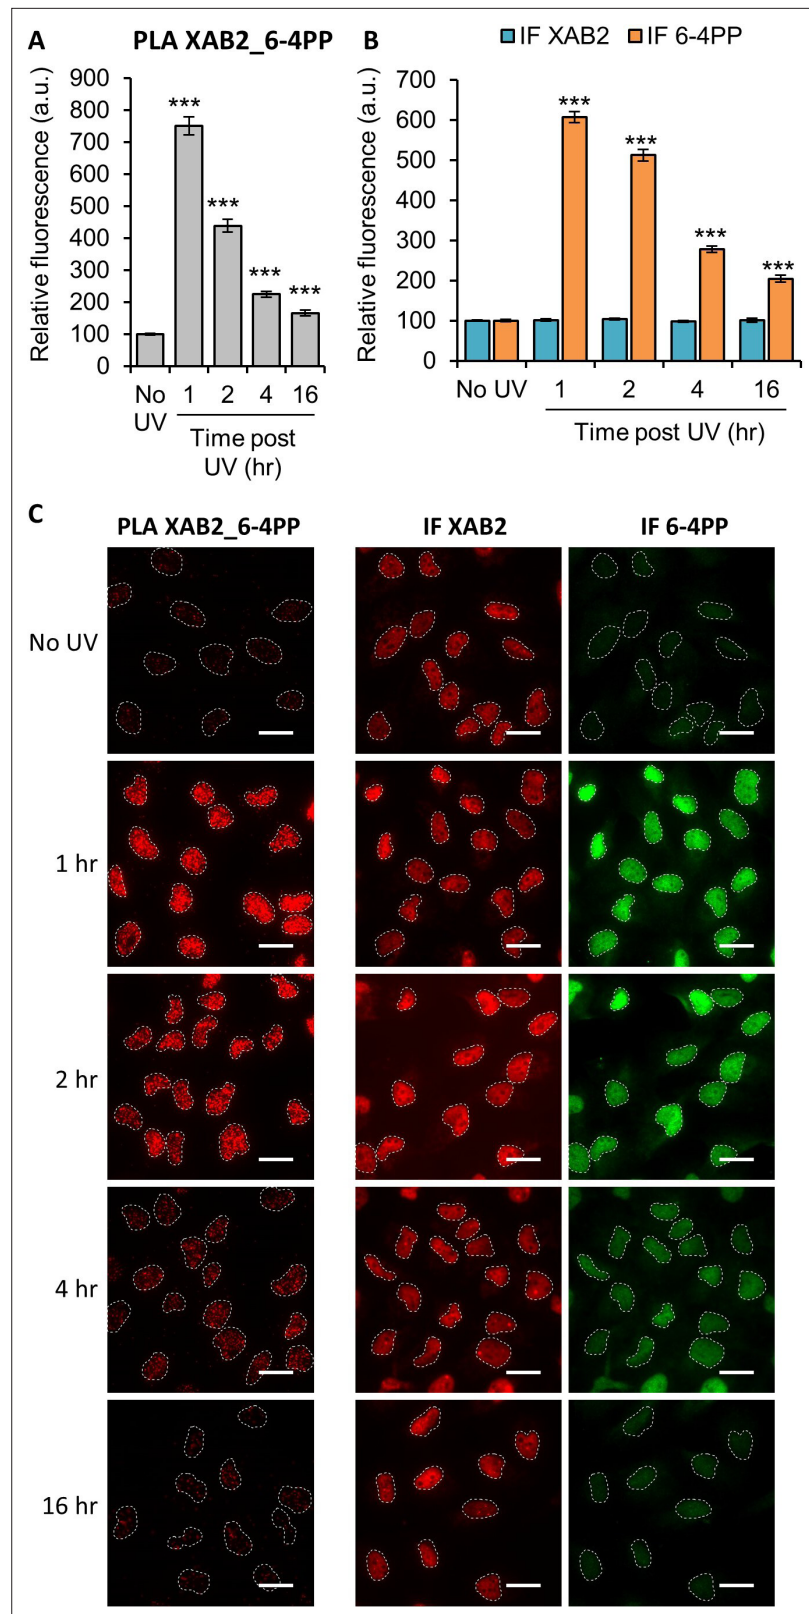 A
PLA XAB2_6-4PP
Relative fluorescence (a.u.)
900
800
700
600
500
400
300
200
100
0
***
***
***
***
No
UV
1
2
4
16
Time post
UV (hr)
B
IF XAB2
IF 6-4PP
Relative fluorescence (a.u.)
700
600
500
400
300
200
100
0
***
***
***
***
No UV
1
2
4
16
Time post UV (hr)
C
PLA XAB2_6-4PP
IF XAB2
IF 6-4PP
No UV
1 hr
2 hr
4 hr
16 hr